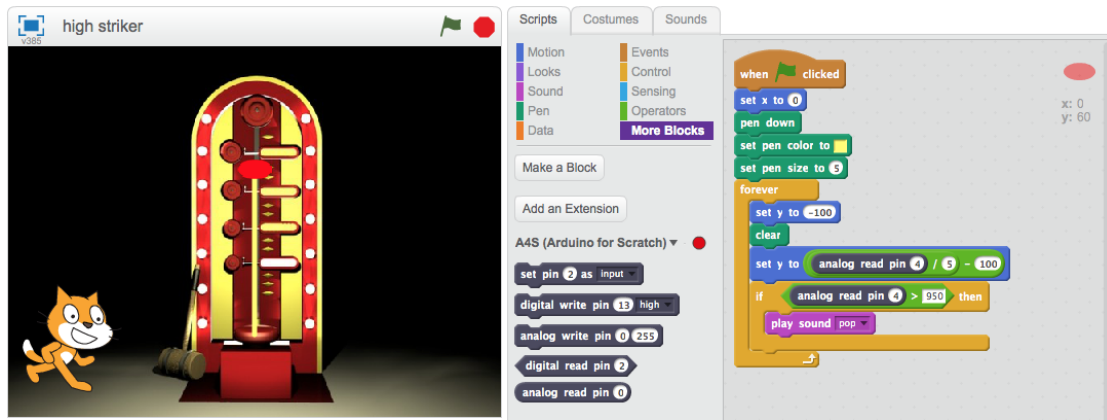 high striker
v385
Scripts
Costumes
Sounds
Motion
Looks
Sound
Pen
Data
Events
Control
Sensing
Operators
More Blocks
Make a Block
Add an Extension
A4S (Arduino for Scratch)
set pin 2 as input
digital write pin 13 high
analog write pin 0 255
digital read pin 2
analog read pin 0
when clicked
set x to 0
pen down
set pen color to
set pen size to 5
forever
set y to -100
clear
set y to analog read pin 4 / 5 - 100
if analog read pin 4 > 950 then
play sound pop
x: 0
y: 60